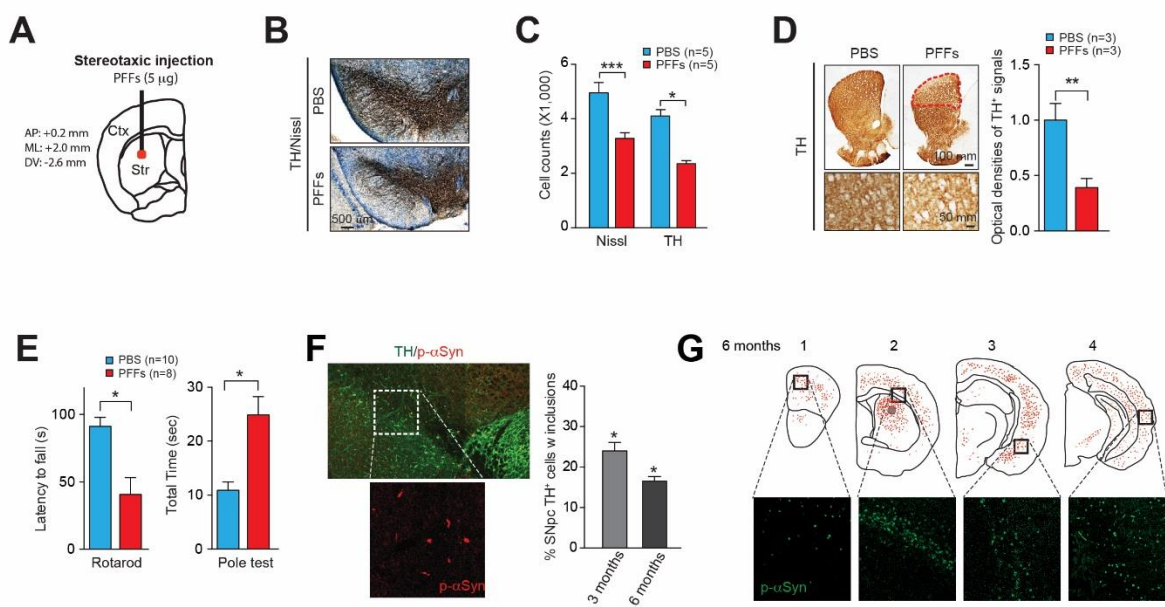 A
Stereotaxic injection
PFFs (5 µg)
AP: +0.2 mm
ML: +2.0 mm
DV: -2.6 mm
Ctx
Str
B
TH/Nissl
PBS
PFFs
500 µm
C
PBS (n=5)
PFFs (n=5)
Cell counts (X1,000)
6
4
2
0
***
*
Nissl
TH
D
PBS
PFFs
TH
100 mm
50 mm
PBS (n=3)
PFFs (n=3)
Optical densities of TH⁺ signals
1.5
1.0
0.5
0.0
**
E
PBS (n=10)
PFFs (n=8)
Latency to fall (s)
100
50
0
*
Rotarod
Total Time (sec)
30
20
10
0
*
Pole test
F
TH/p-αSyn
p-αSyn
% SNpc TH⁺ cells w inclusions
40
30
20
10
0
*
*
3 months
6 months
G
6 months 1 2 3 4
p-αSyn